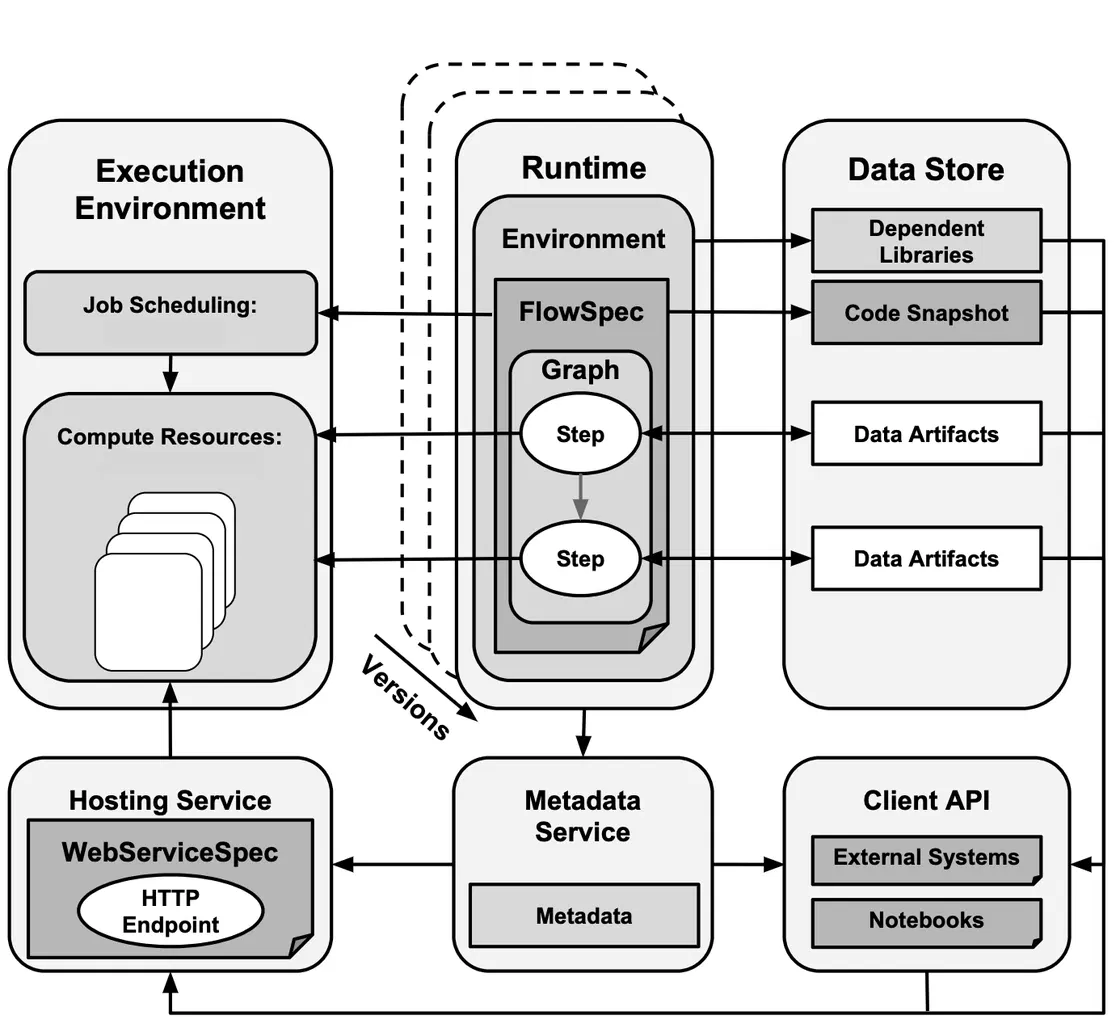 Execution
Environment
Job Scheduling:
Compute Resources:
Versions
Runtime
Environment
FlowSpec
Graph
Step
Step
Data Store
Dependent
Libraries
Code Snapshot
Data Artifacts
Data Artifacts
Hosting Service
WebServiceSpec
HTTP
Endpoint
Metadata
Service
Metadata
Client API
External Systems
Notebooks